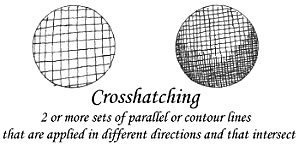 Crosshatching
2 or more sets of parallel or contour lines
that are applied in different directions and that intersect